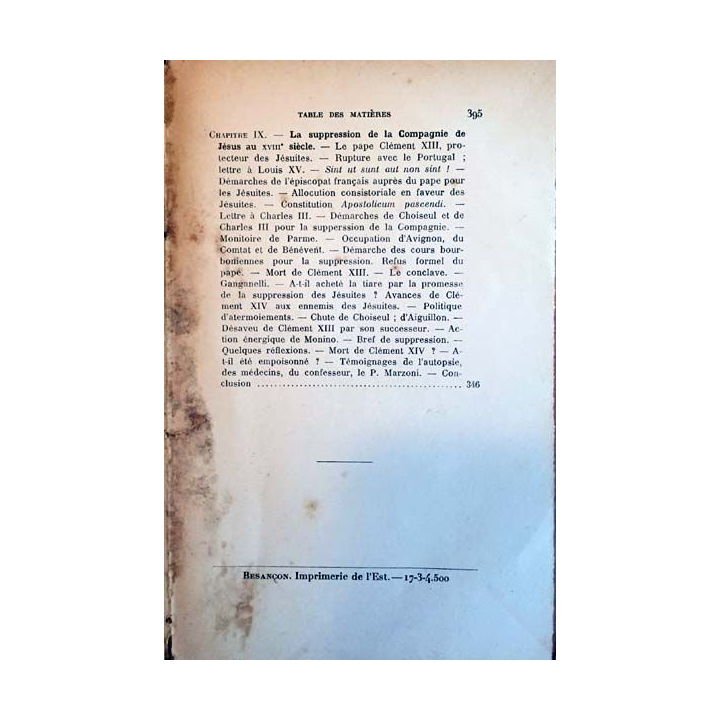 TABLE DES MATIÈRES 395
CHAPITRE IX. — La suppression de la Compagnie de
Jésus au XVIIIᵉ siècle. — Le pape Clément XIII, pro-
tecteur des Jésuites. — Rupture avec le Portugal ;
lettre à Louis XV. — Sint ut sunt aut non sint ! —
Démarches de l'épiscopat français auprès du pape pour
les Jésuites. — Allocution consistoriale en faveur des
Jésuites. — Constitution Apostolicum pascendi. —
Lettre à Charles III. — Démarches de Choiseul et de
Charles III pour la supperssion de la Compagnie. —
Monitoire de Parme. — Occupation d'Avignon, du
Comtat et de Bénévent. — Démarche des cours bour-
boniennes pour la suppression. Refus formel du
pape. — Mort de Clément XIII. — Le conclave. —
Ganganelli. — A-t-il acheté la tiare par la promesse
de la suppression des Jésuites ? Avances de Clé-
ment XIV aux ennemis des Jésuites. — Politique
d'atermoiements. — Chute de Choiseul ; d'Aiguillon. —
Désaveu de Clément XIII par son successeur. — Ac-
tion énergique de Monino. — Bref de suppression. —
Quelques réflexions. — Mort de Clément XIV ? — A-
t-il été empoisonné ? — Témoignages de l'autopsie,
des médecins, du confesseur, le P. Marzoni. — Con-
clusion ................................................ 346
BESANÇON. Imprimerie de l'Est. — 17-3-4.500